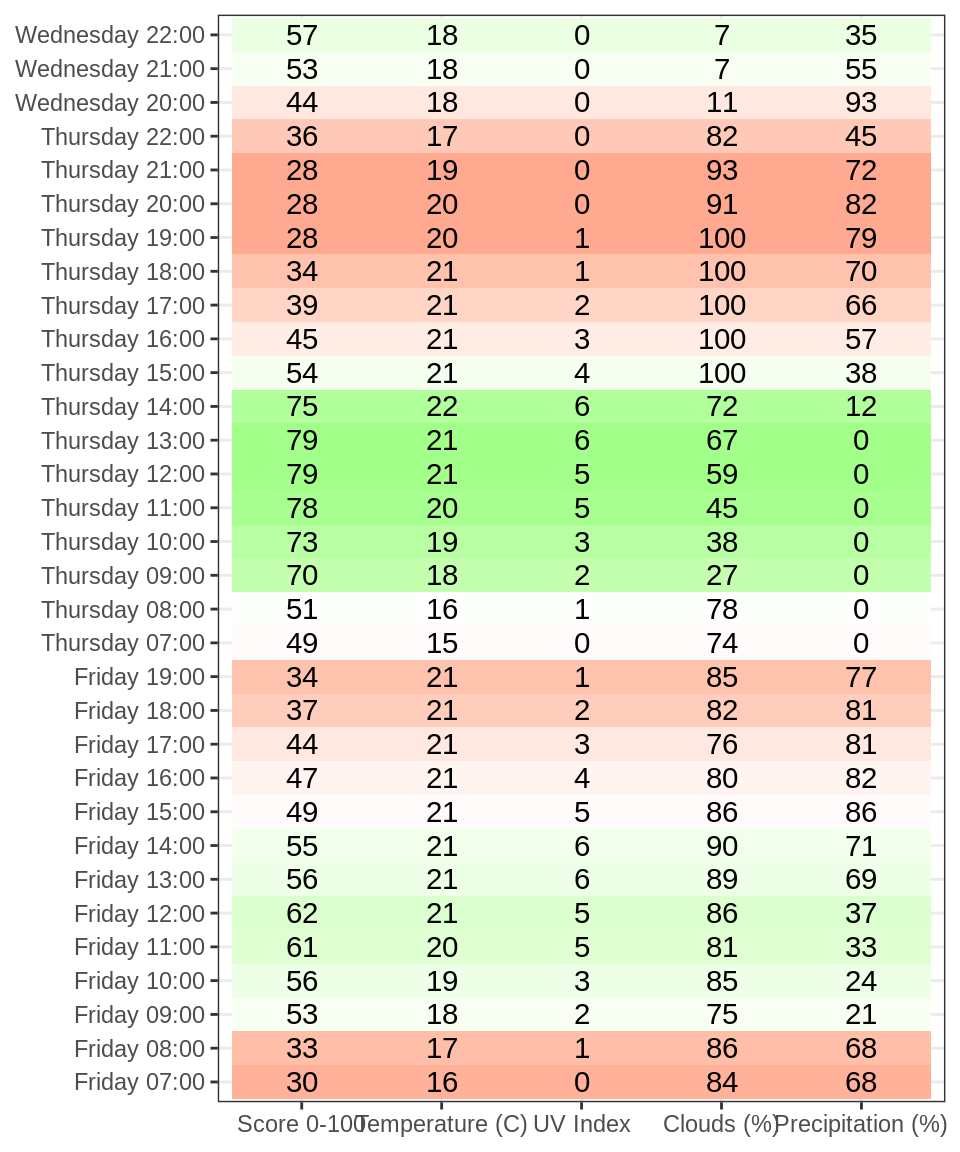 Wednesday 22:00 57 18 0 7 35
Wednesday 21:00 53 18 0 7 55
Wednesday 20:00 44 18 0 11 93
Thursday 22:00 36 17 0 82 45
Thursday 21:00 28 19 0 93 72
Thursday 20:00 28 20 0 91 82
Thursday 19:00 28 20 1 100 79
Thursday 18:00 34 21 1 100 70
Thursday 17:00 39 21 2 100 66
Thursday 16:00 45 21 3 100 57
Thursday 15:00 54 21 4 100 38
Thursday 14:00 75 22 6 72 12
Thursday 13:00 79 21 6 67 0
Thursday 12:00 79 21 5 59 0
Thursday 11:00 78 20 5 45 0
Thursday 10:00 73 19 3 38 0
Thursday 09:00 70 18 2 27 0
Thursday 08:00 51 16 1 78 0
Thursday 07:00 49 15 0 74 0
Friday 19:00 34 21 1 85 77
Friday 18:00 37 21 2 82 81
Friday 17:00 44 21 3 76 81
Friday 16:00 47 21 4 80 82
Friday 15:00 49 21 5 86 86
Friday 14:00 55 21 6 90 71
Friday 13:00 56 21 6 89 69
Friday 12:00 62 21 5 86 37
Friday 11:00 61 20 5 81 33
Friday 10:00 56 19 3 85 24
Friday 09:00 53 18 2 75 21
Friday 08:00 33 17 1 86 68
Friday 07:00 30 16 0 84 68
Score 0-100 Temperature (C) UV Index Clouds (%) Precipitation (%)